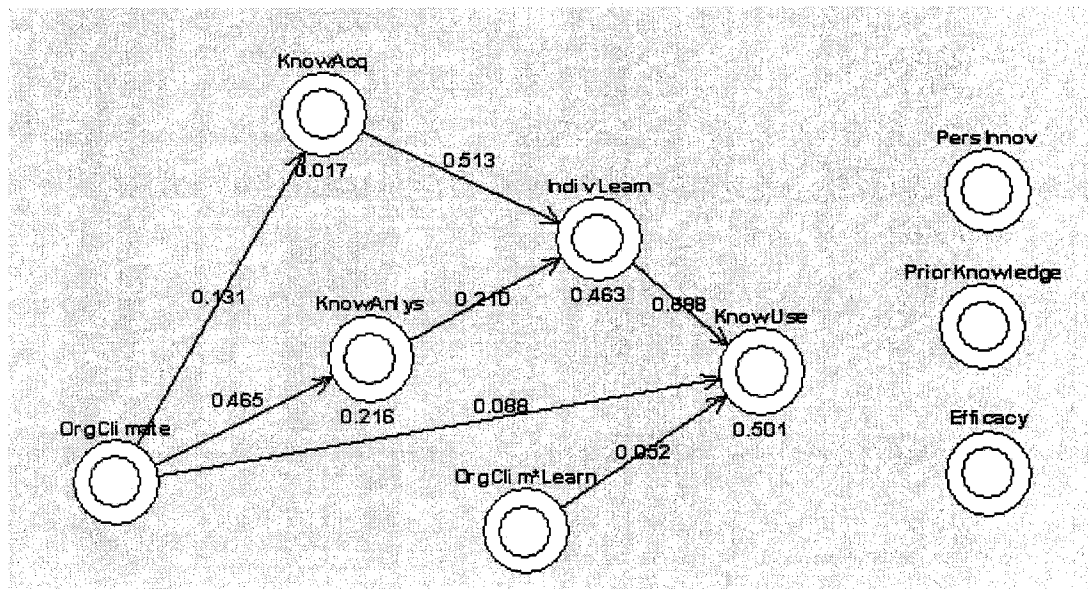 KnowAcq
0.017
0.513
PersInnov
IndivLearn
0.463
PriorKnowledge
0.131
KnowAnlys
0.210
KnowUse
0.216
0.501
0.465
0.088
OrgClimate
Efficacy
0.052
OrgClim*Learn